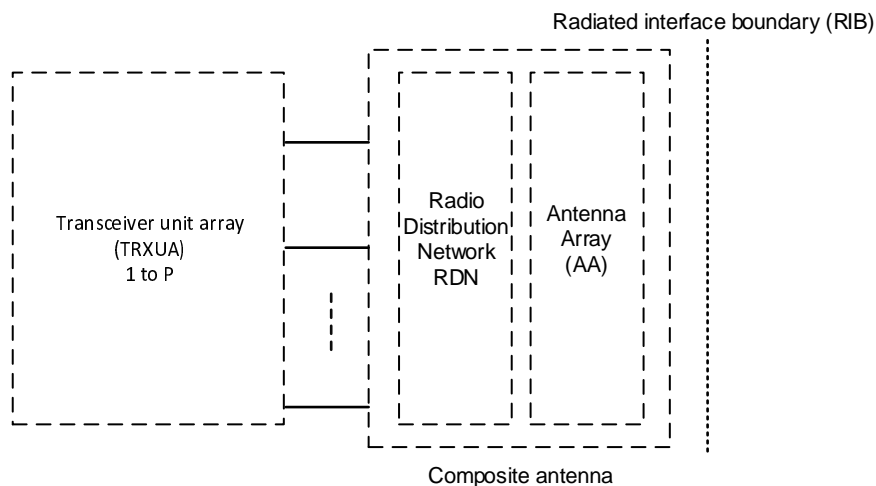 Radiated interface boundary (RIB)
Transceiver unit array
(TRXUA)
1 to P
Radio
Distribution
Network
RDN
Antenna
Array
(AA)
Composite antenna